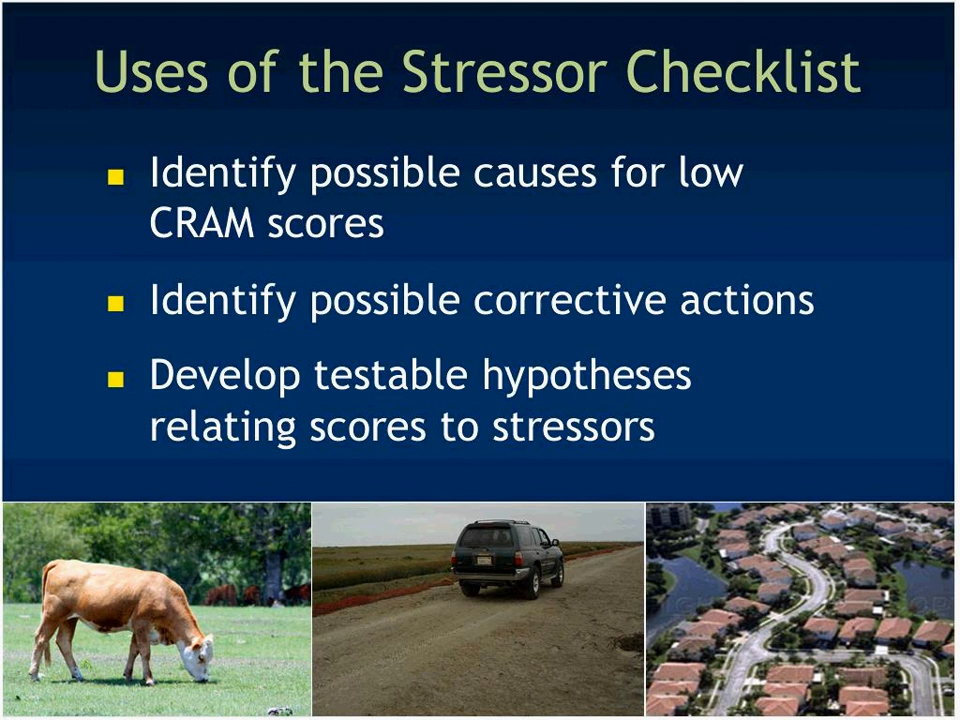 Uses of the Stressor Checklist
Identify possible causes for low
CRAM scores
Identify possible corrective actions
Develop testable hypotheses
relating scores to stressors